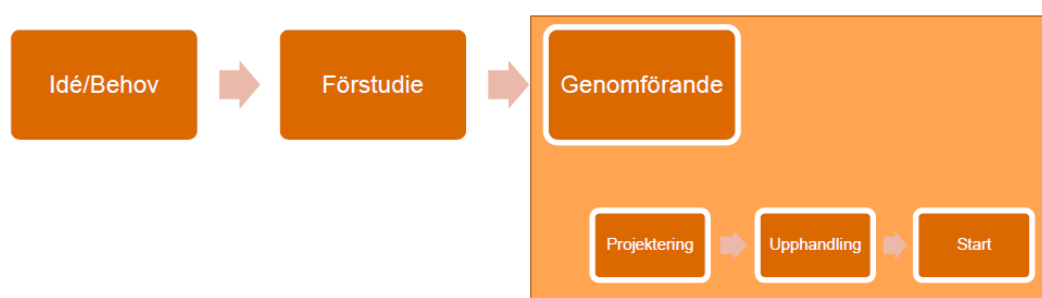 Idé/Behov
Förstudie
Genomförande
Projektering
Upphandling
Start